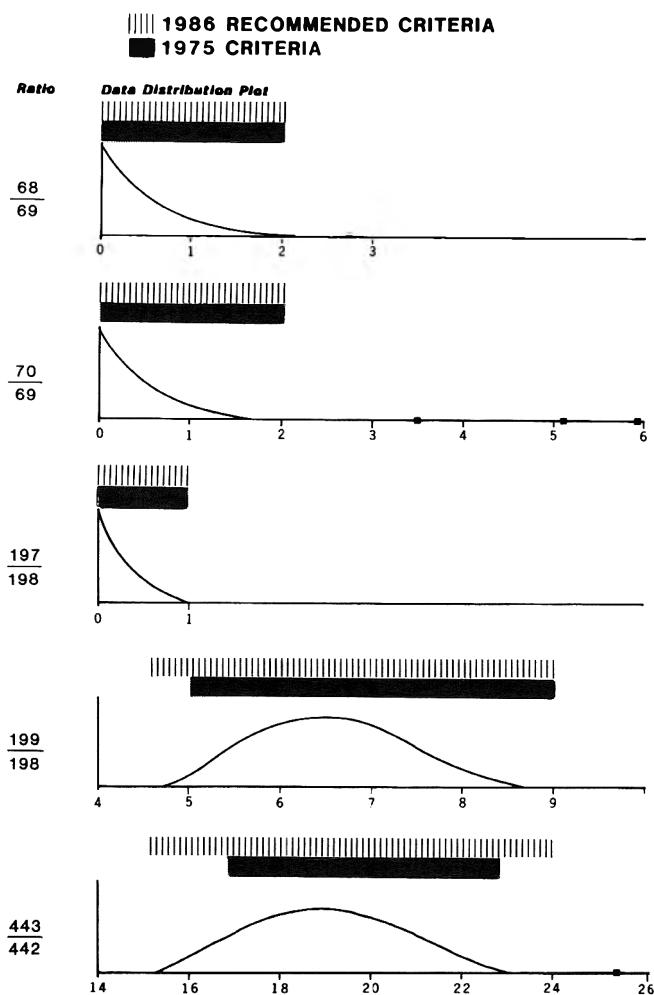 1986 RECOMMENDED CRITERIA
1975 CRITERIA
Ratio Data Distribution Plot
68
69
0 1 2 3
70
69
0 1 2 3 4 5 6
197
198
0 1
199
198
4 5 6 7 8 9
443
442
14 16 18 20 22 24 26